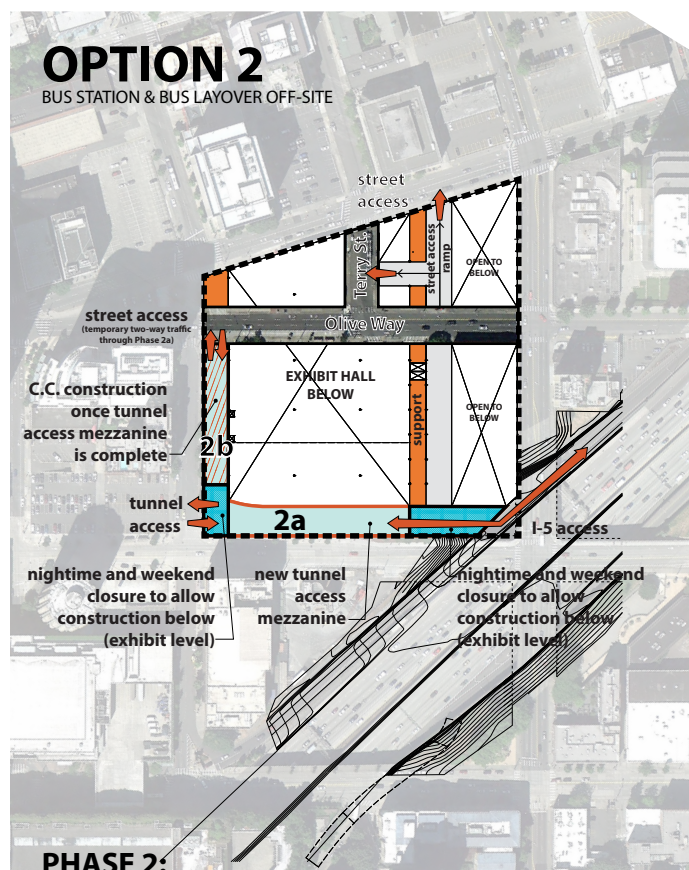 OPTION 2
BUS STATION & BUS LAYOVER OFF-SITE
street
access
Terry St.
street access
ramp
OPEN TO
BELOW
street access
(temporary two-way traffic
through Phase 2a)
Olive Way
C.C. construction
once tunnel
access mezzanine
is complete
EXHIBIT HALL
BELOW
support
OPEN TO
BELOW
2b
tunnel
access
2a
I-5 access
nightime and weekend
closure to allow
construction below
(exhibit level)
new tunnel
access
mezzanine
nightime and weekend
closure to allow
construction below
(exhibit level)
PHASE 2: